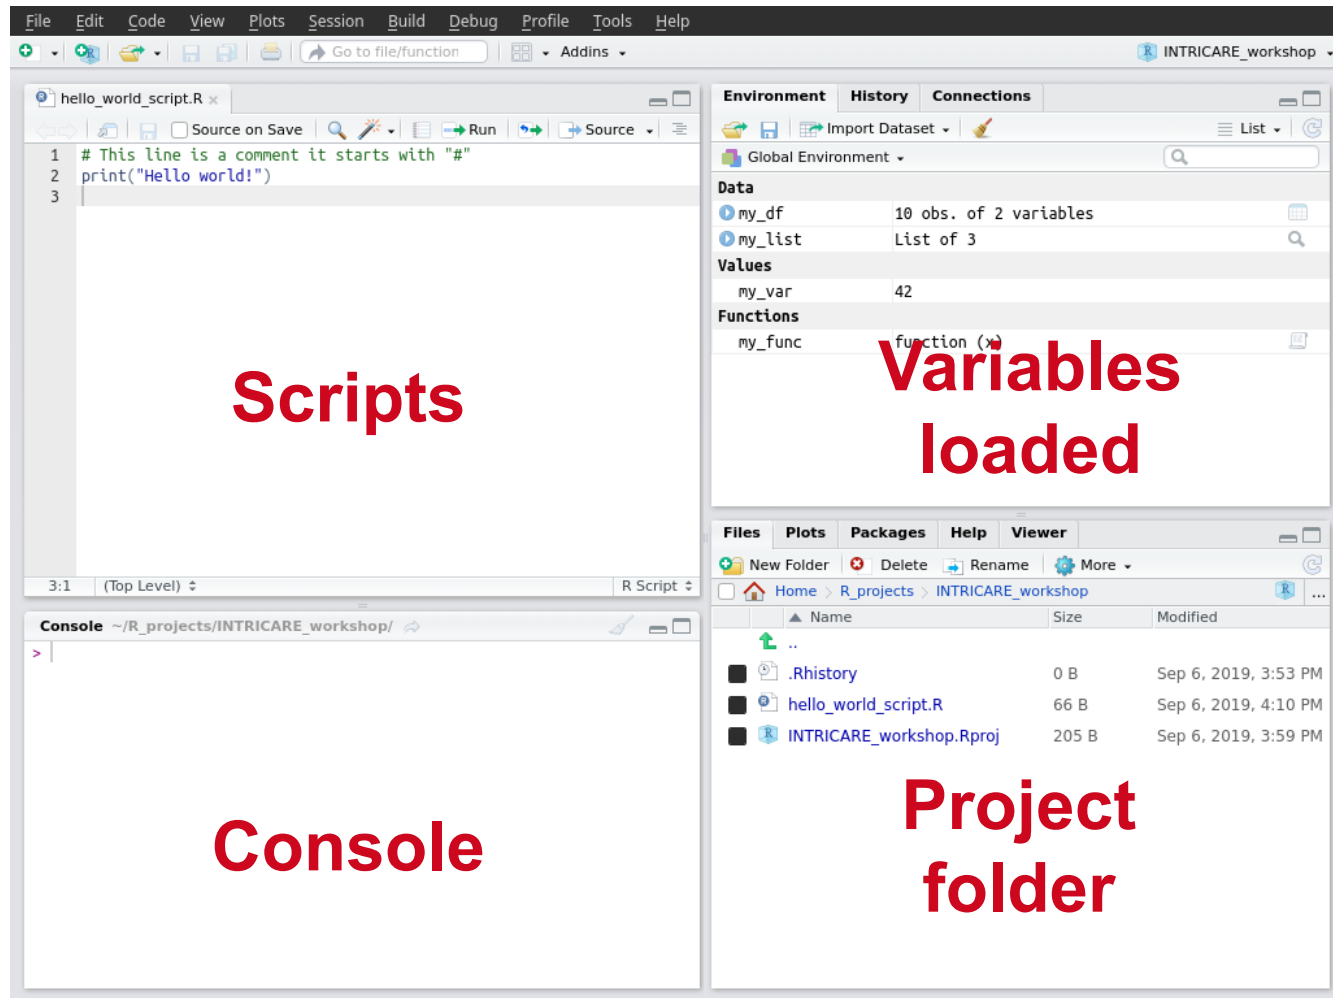 File Edit Code View Plots Session Build Debug Profile Tools Help
Go to file/function Addins INTRICARE_workshop
hello_world_script.R
Source on Save Run Source
1 # This line is a comment it starts with "#"
2 print("Hello world!")
3
Scripts
3:1 (Top Level) R Script
Console ~/R_projects/INTRICARE_workshop/
>
Console
Environment History Connections
Import Dataset List
Global Environment
Data
my_df 10 obs. of 2 variables
my_list List of 3
Values
my_var 42
Functions
my_func function (x)
Variables
loaded
Files Plots Packages Help Viewer
New Folder Delete Rename More
Home R_projects INTRICARE_workshop ...
Name Size Modified
..
.Rhistory 0 B Sep 6, 2019, 3:53 PM
hello_world_script.R 66 B Sep 6, 2019, 4:10 PM
INTRICARE_workshop.Rproj 205 B Sep 6, 2019, 3:59 PM
Project
folder